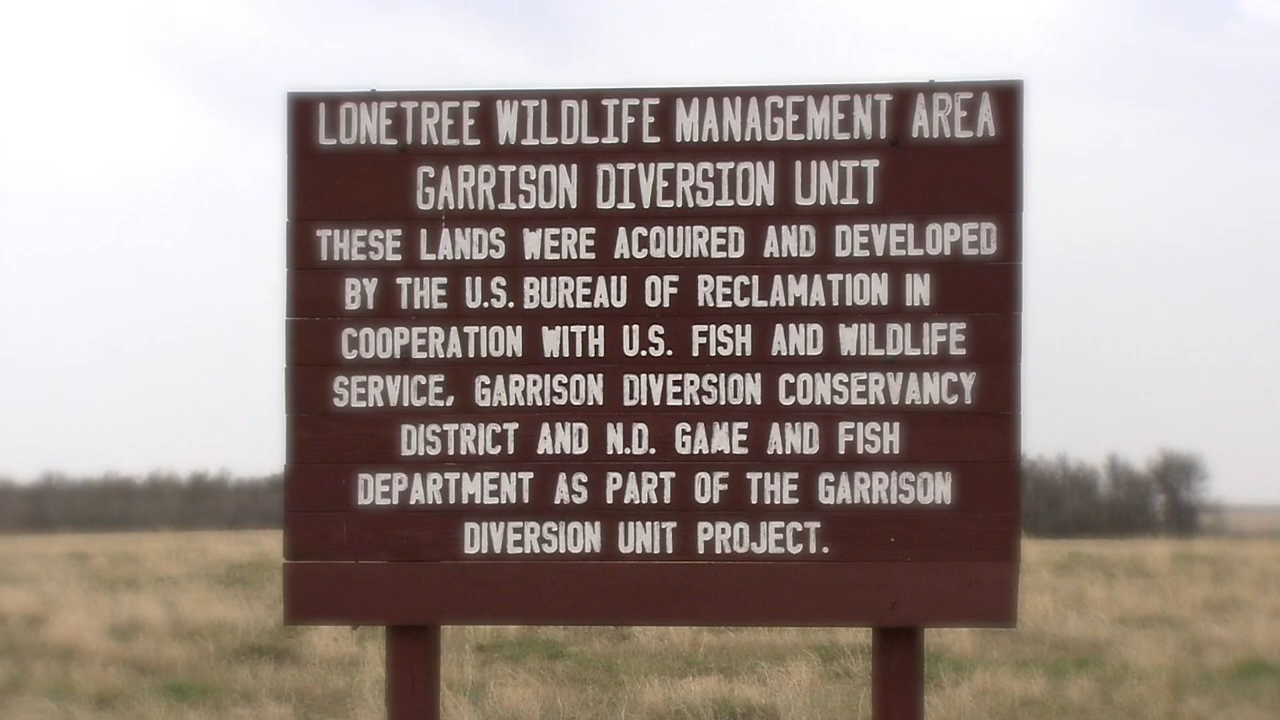 LONETREE WILDLIFE MANAGEMENT AREA
GARRISON DIVERSION UNIT
THESE LANDS WERE ACQUIRED AND DEVELOPED
BY THE U.S. BUREAU OF RECLAMATION IN
COOPERATION WITH U.S. FISH AND WILDLIFE
SERVICE, GARRISON DIVERSION CONSERVANCY
DISTRICT AND N.D. GAME AND FISH
DEPARTMENT AS PART OF THE GARRISON
DIVERSION UNIT PROJECT.